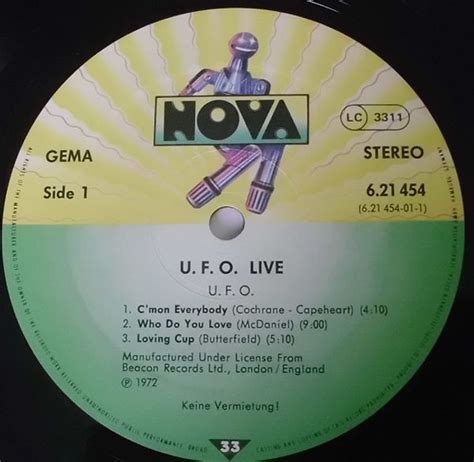 NOVA
LC 3311
GEMA
STEREO
Side 1
6.21 454
(6.21 454-01-1)
U. F. O. LIVE
U. F. O.
1. C'mon Everybody (Cochrane - Capeheart) (4:10)
2. Who Do You Love (McDaniel) (9:00)
3. Loving Cup (Butterfield) (5:10)
Manufactured Under License From
Beacon Records Ltd., London / England
Ⓟ 1972
Keine Vermietung!
33